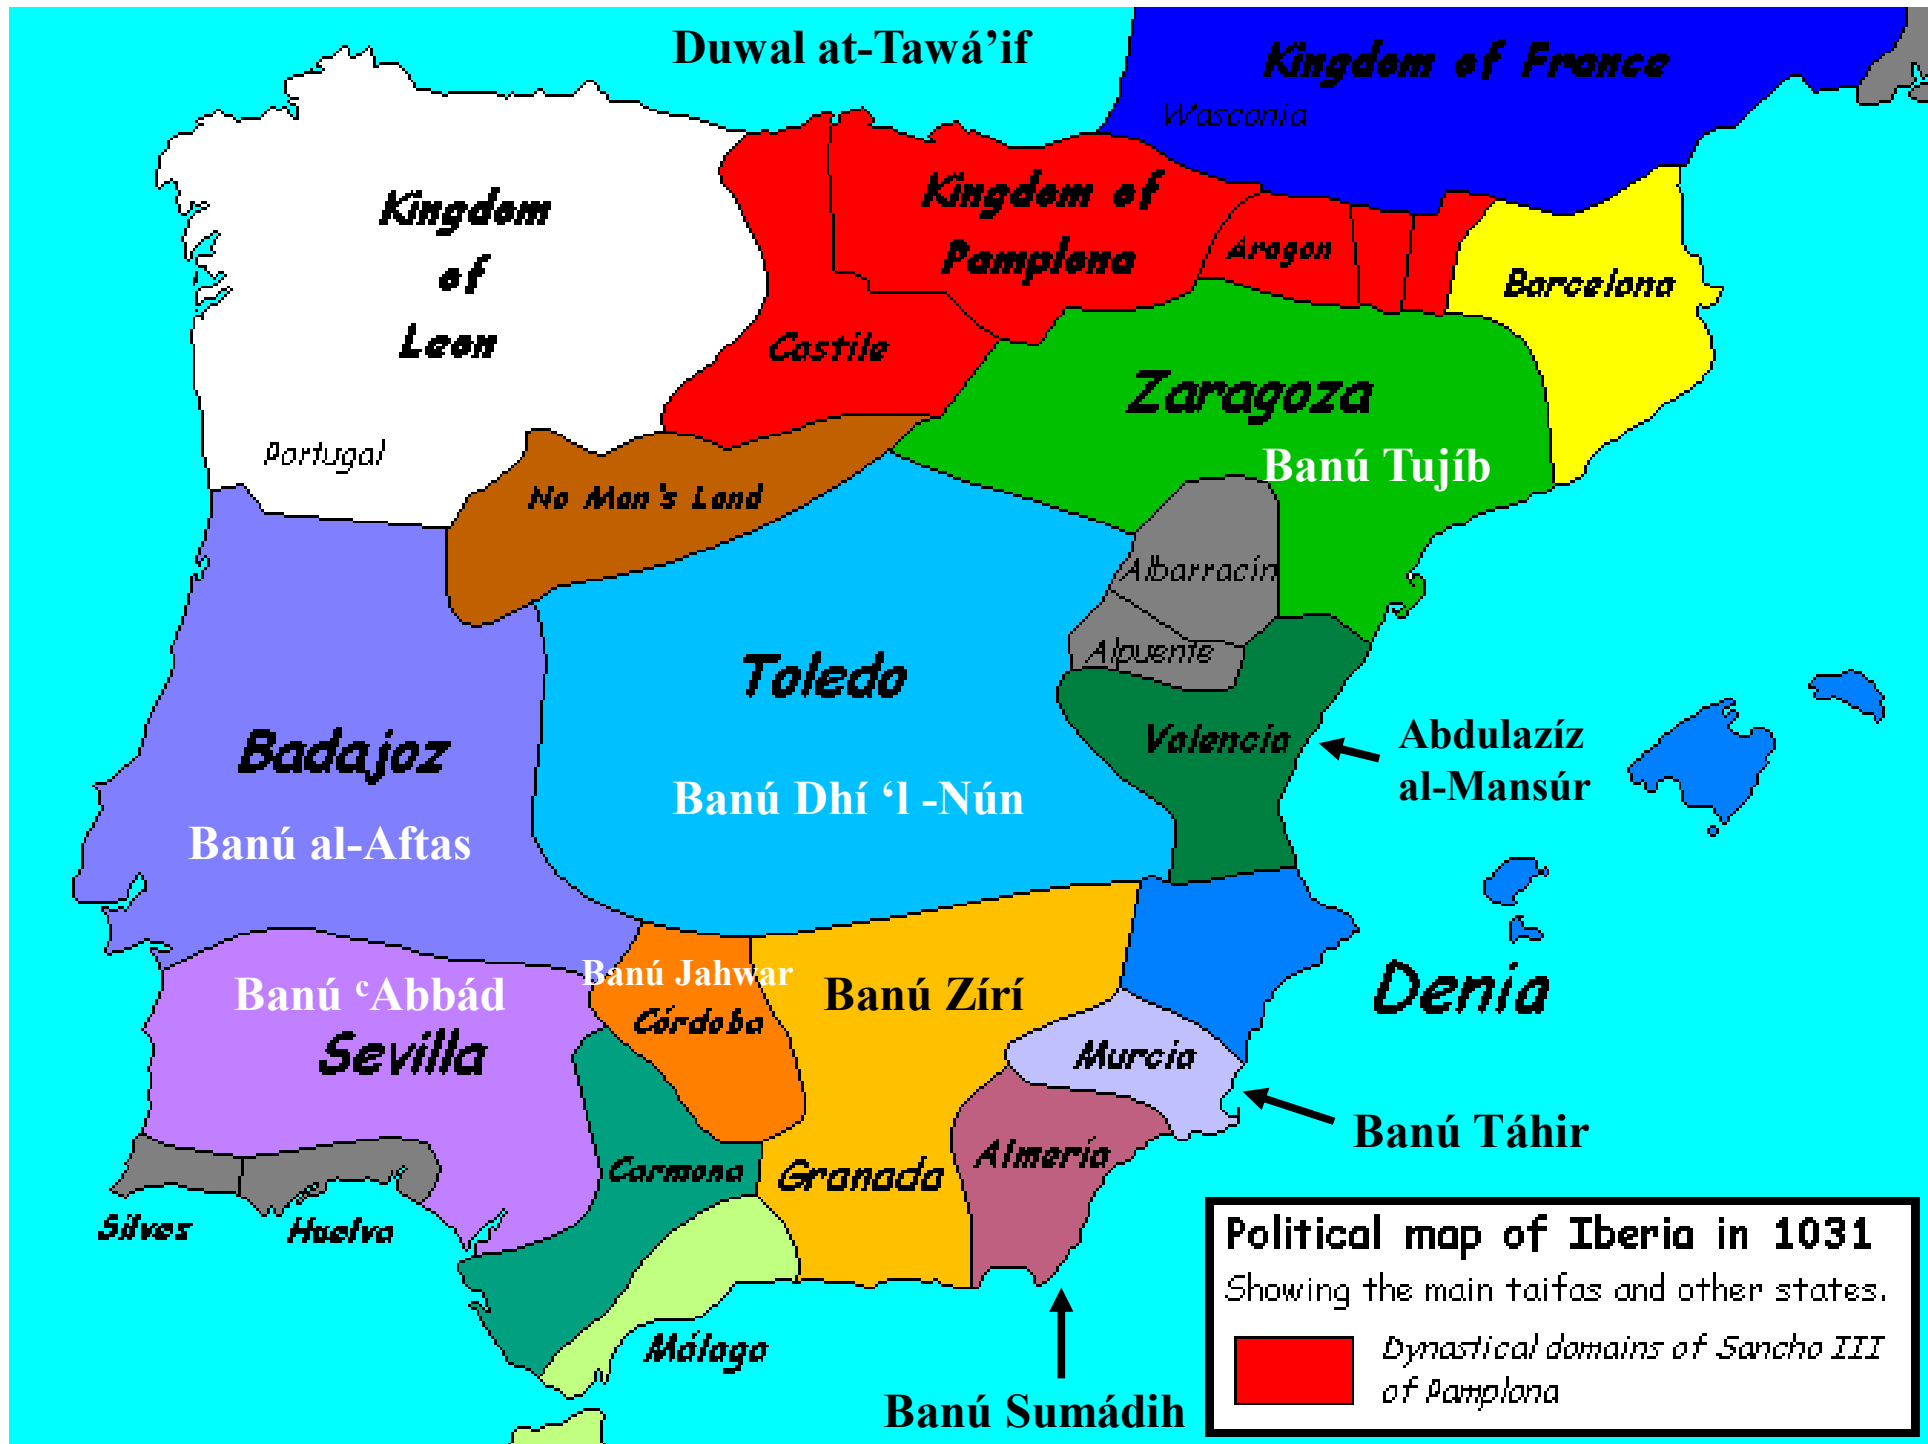 Duwal at-Tawá’if
Kingdom of France
Wasconia
Kingdom
of
Leon
Kingdom of
Pamplona
Aragon
Barcelona
Castile
Zaragoza
Banú Tujíb
Portugal
No Man's Land
Albarracín
Alpuente
Toledo
Banú Dhí ‘l -Nún
Badajoz
Banú al-Aftas
Valencia
Abdulazíz
al-Mansúr
Banú ᶜAbbád
Sevilla
Banú Jahwar
Córdoba
Banú Zírí
Denia
Murcia
Banú Táhir
Almería
Carmona
Granada
Silves
Huelva
Málaga
Banú Sumádih
Political map of Iberia in 1031
Showing the main taifas and other states.
Dynastical domains of Sancho III
of Pamplona